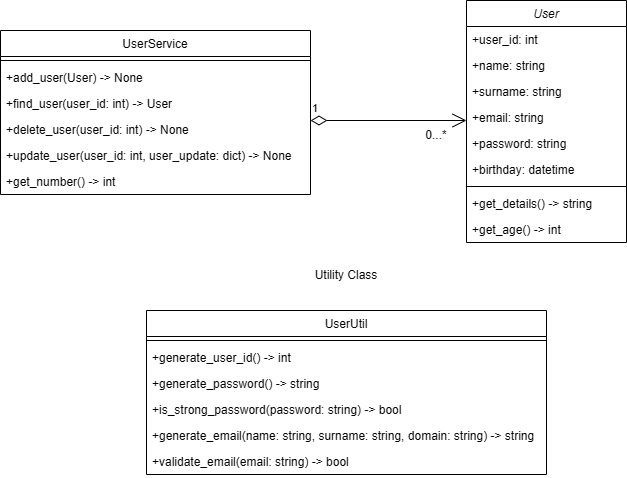 UserService
+add_user(User) -> None
+find_user(user_id: int) -> User
+delete_user(user_id: int) -> None
+update_user(user_id: int, user_update: dict) -> None
+get_number() -> int
1
0...*
User
+user_id: int
+name: string
+surname: string
+email: string
+password: string
+birthday: datetime
+get_details() -> string
+get_age() -> int
Utility Class
UserUtil
+generate_user_id() -> int
+generate_password() -> string
+is_strong_password(password: string) -> bool
+generate_email(name: string, surname: string, domain: string) -> string
+validate_email(email: string) -> bool